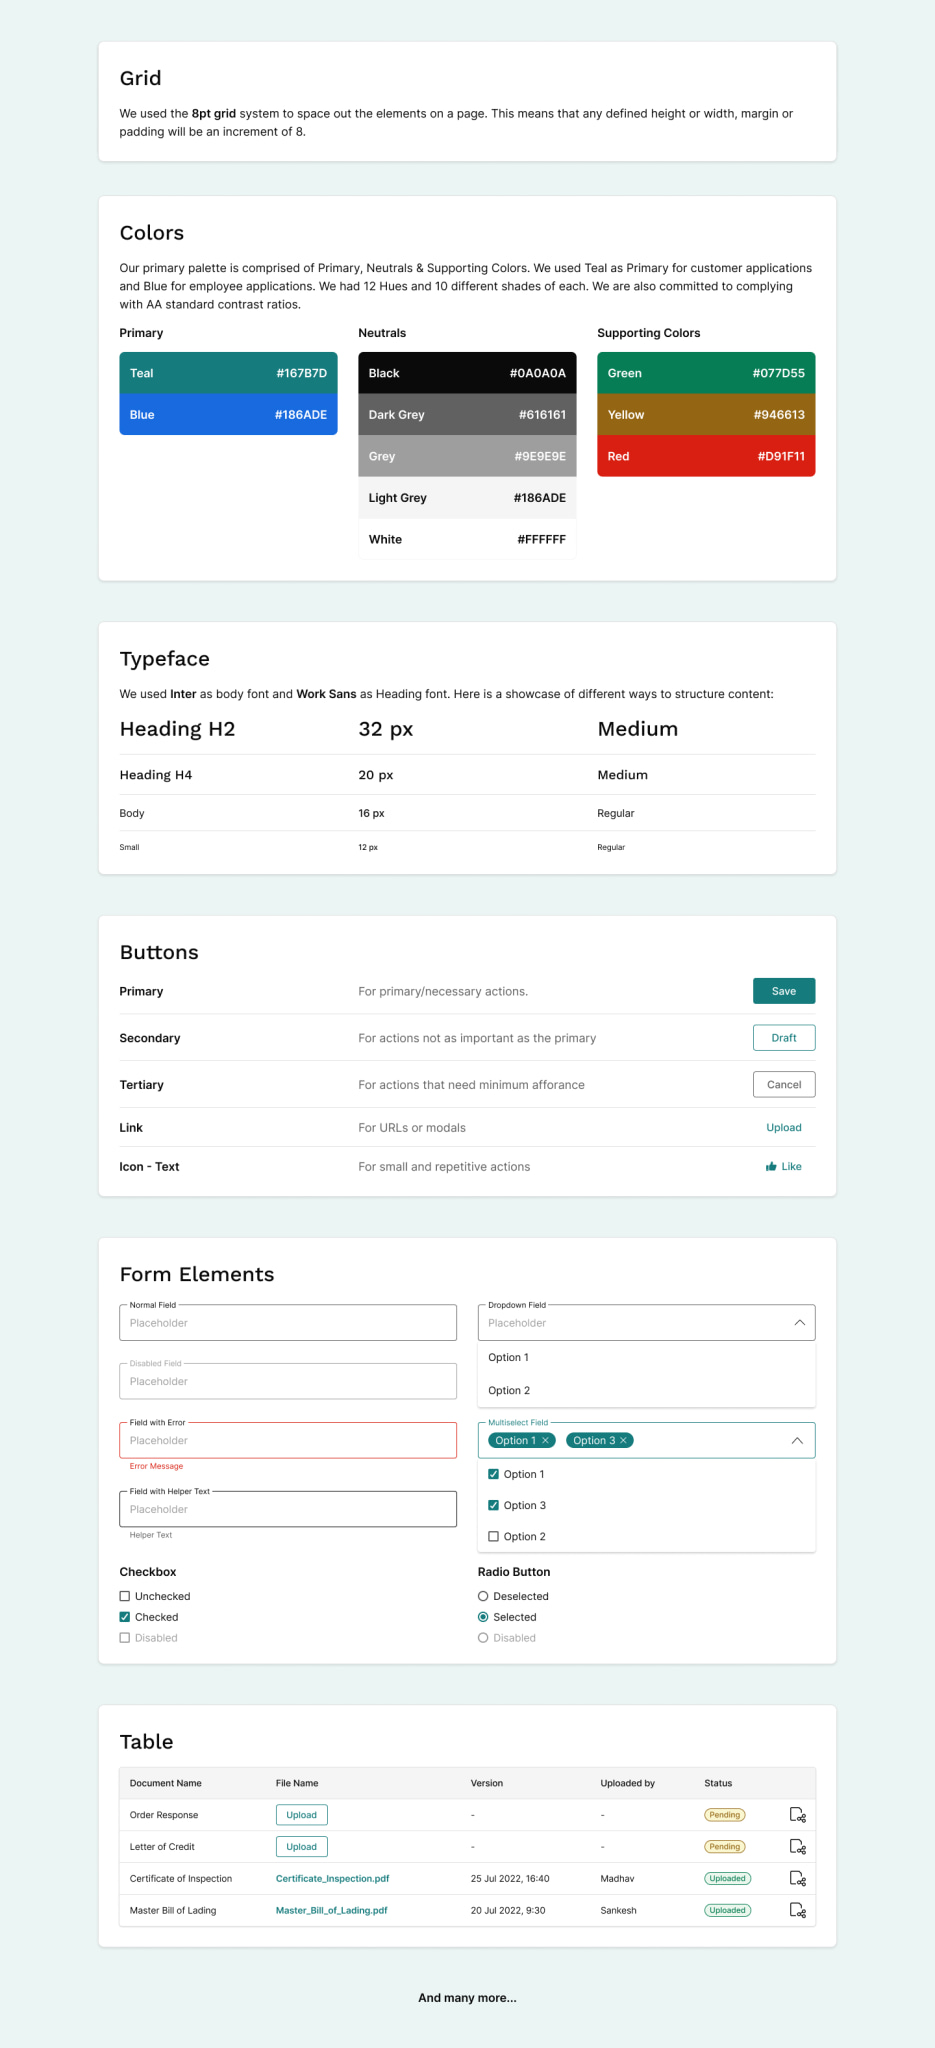 Grid
We used the 8pt grid system to space out the elements on a page. This means that any defined height or width, margin or
padding will be an increment of 8.
Colors
Our primary palette is comprised of Primary, Neutrals & Supporting Colors. We used Teal as Primary for customer applications
and Blue for employee applications. We had 12 Hues and 10 different shades of each. We are also committed to complying
with AA standard contrast ratios.
Primary
Teal #167B7D
Blue #186ADE
Neutrals
Black #0A0A0A
Dark Grey #616161
Grey #9E9E9E
Light Grey #186ADE
White #FFFFFF
Supporting Colors
Green #077D55
Yellow #946613
Red #D91F11
Typeface
We used Inter as body font and Work Sans as Heading font. Here is a showcase of different ways to structure content:
Heading H2 32 px Medium
Heading H4 20 px Medium
Body 16 px Regular
Small 12 px Regular
Buttons
Primary For primary/necessary actions. Save
Secondary For actions not as important as the primary Draft
Tertiary For actions that need minimum afforance Cancel
Link For URLs or modals Upload
Icon - Text For small and repetitive actions Like
Form Elements
Normal Field
Placeholder
Disabled Field
Placeholder
Field with Error
Placeholder
Error Message
Field with Helper Text
Placeholder
Helper Text
Dropdown Field
Placeholder
Option 1
Option 2
Multiselect Field
Option 1 × Option 3 ×
Option 1
Option 3
Option 2
Checkbox
Unchecked
Checked
Disabled
Radio Button
Deselected
Selected
Disabled
Table
Document Name File Name Version Uploaded by Status
Order Response Upload - - Pending
Letter of Credit Upload - - Pending
Certificate of Inspection Certificate_Inspection.pdf 25 Jul 2022, 16:40 Madhav Uploaded
Master Bill of Lading Master_Bill_of_Lading.pdf 20 Jul 2022, 9:30 Sankesh Uploaded
And many more...